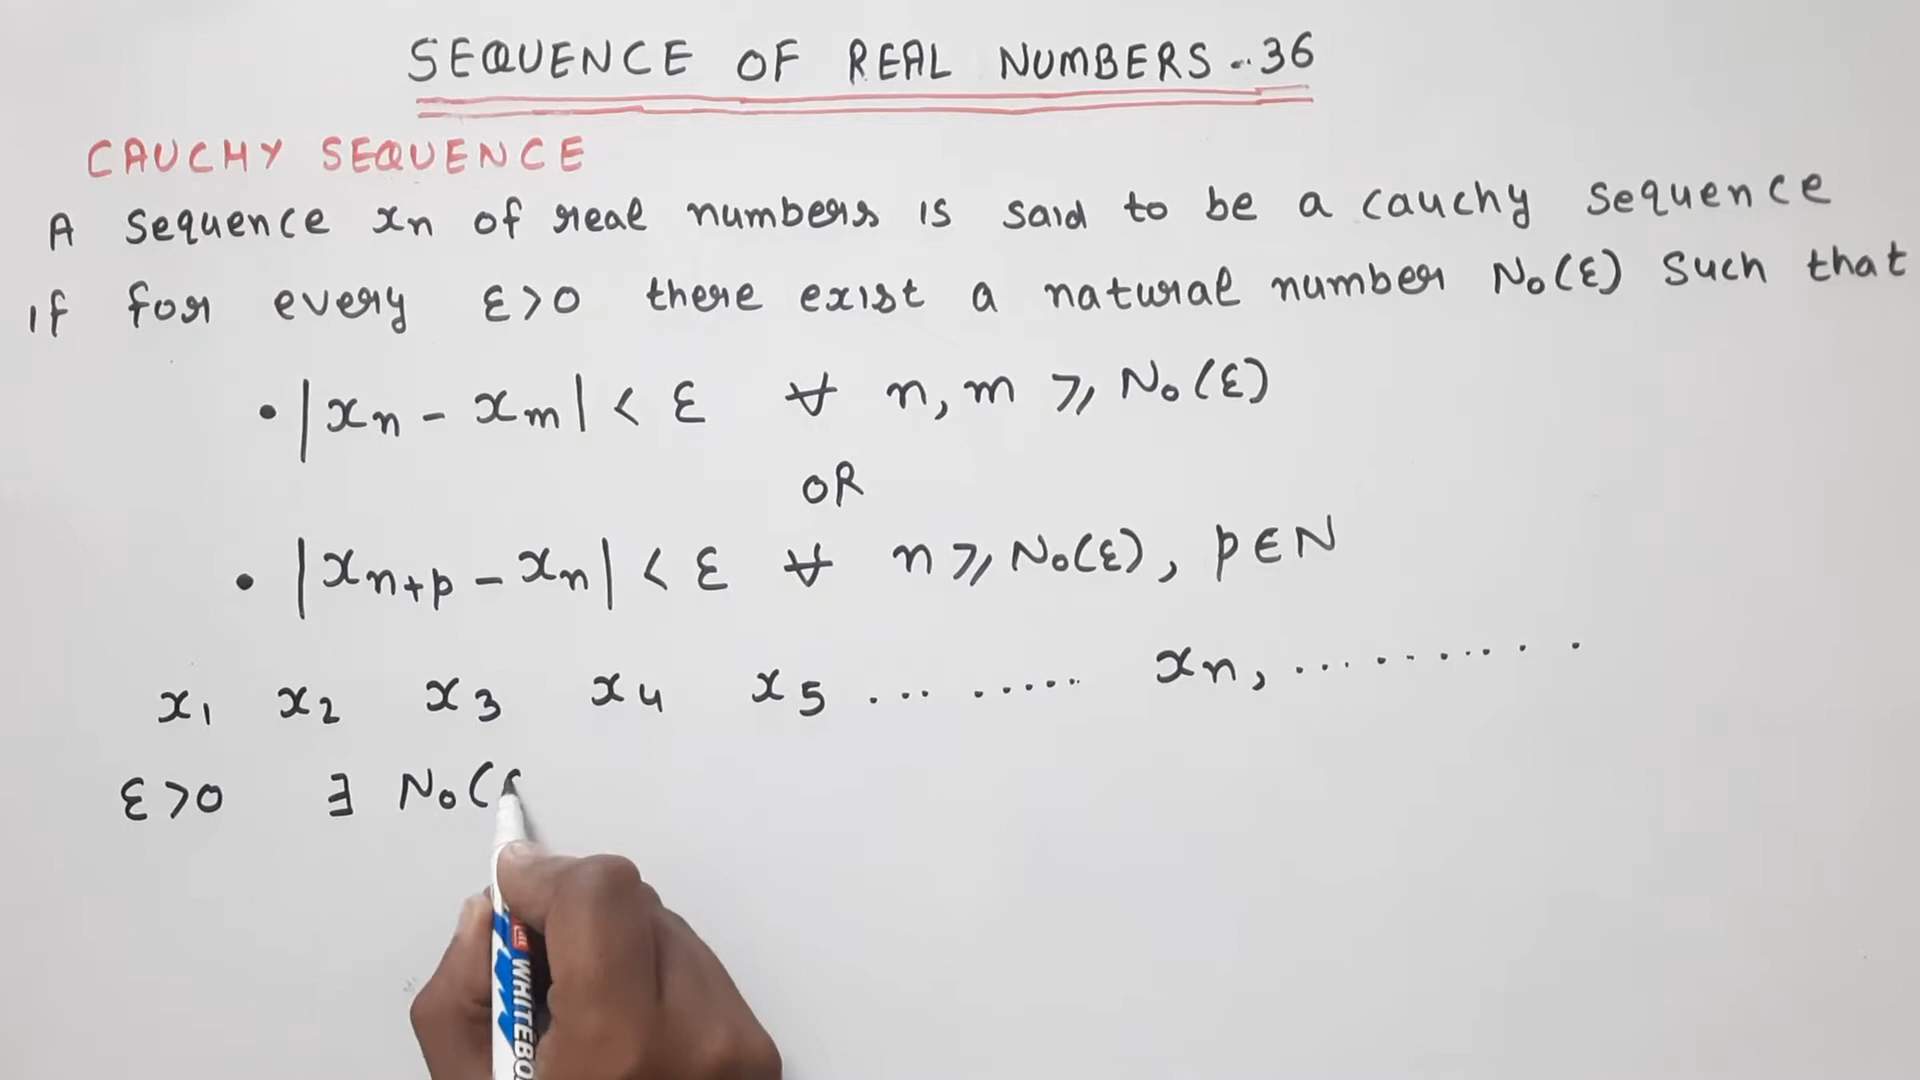 SEQUENCE OF REAL NUMBERS - 36
CAUCHY SEQUENCE
A sequence xn of real numbers is said to be a cauchy sequence
if for every ε>0 there exist a natural number N₀(ε) such that
• |xₙ - xₘ| < ε ∀ n, m ⩾ N₀(ε)
OR
• |xₙ₊ₚ - xₙ| < ε ∀ n ⩾ N₀(ε), p∈N
x₁ x₂ x₃ x₄ x₅ ........ xₙ, ..........
ε>0 ∃ N₀(
WHITEBO